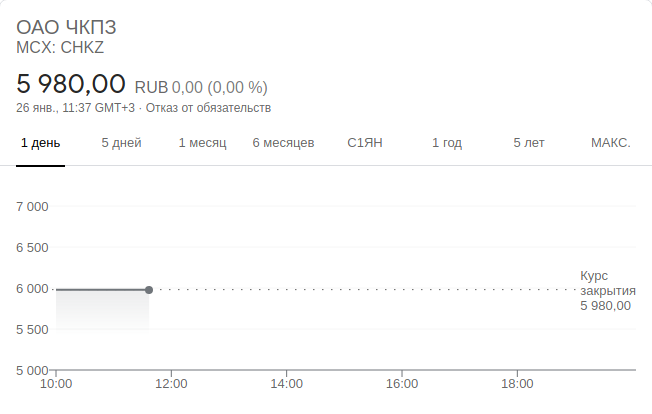 ОАО ЧКПЗ
MCX: CHKZ
5 980,00 RUB 0,00 (0,00 %)
26 янв., 11:37 GMT+3 · Отказ от обязательств
1 день 5 дней 1 месяц 6 месяцев С1ЯН 1 год 5 лет МАКС.
7 000
6 500
6 000
5 500
5 000
Курс
закрытия
5 980,00
10:00 12:00 14:00 16:00 18:00